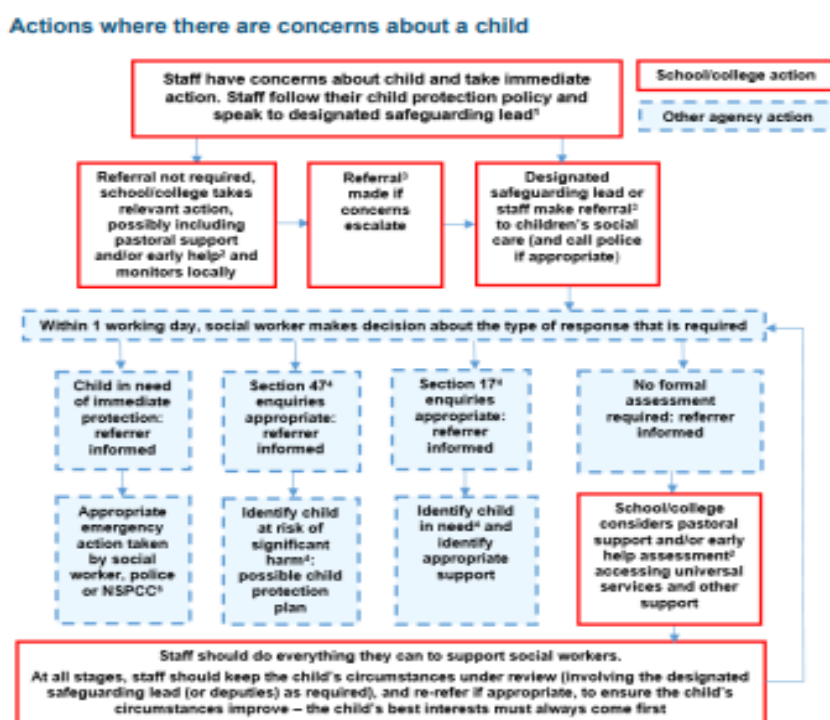 Actions where there are concerns about a child
Staff have concerns about child and take immediate
action. Staff follow their child protection policy and
speak to designated safeguarding lead¹
School/college action
Other agency action
Referral not required,
school/college takes
relevant action,
possibly including
pastoral support
and/or early help² and
monitors locally
Referral³
made if
concerns
escalate
Designated
safeguarding lead or
staff make referral³
to children's social
care (and call police
if appropriate)
Within 1 working day, social worker makes decision about the type of response that is required
Child in need
of immediate
protection:
referrer
informed
Section 47⁴
enquiries
appropriate:
referrer
informed
Section 17⁴
enquiries
appropriate:
referrer
informed
No formal
assessment
required: referrer
informed
Appropriate
emergency
action taken
by social
worker, police
or NSPCC⁵
Identify child
at risk of
significant
harm⁴:
possible child
protection
plan
Identify child
in need⁴ and
identify
appropriate
support
School/college
considers pastoral
support and/or early
help assessment²
accessing universal
services and other
support
Staff should do everything they can to support social workers.
At all stages, staff should keep the child's circumstances under review (involving the designated
safeguarding lead (or deputies) as required), and re-refer if appropriate, to ensure the child's
circumstances improve – the child's best interests must always come first